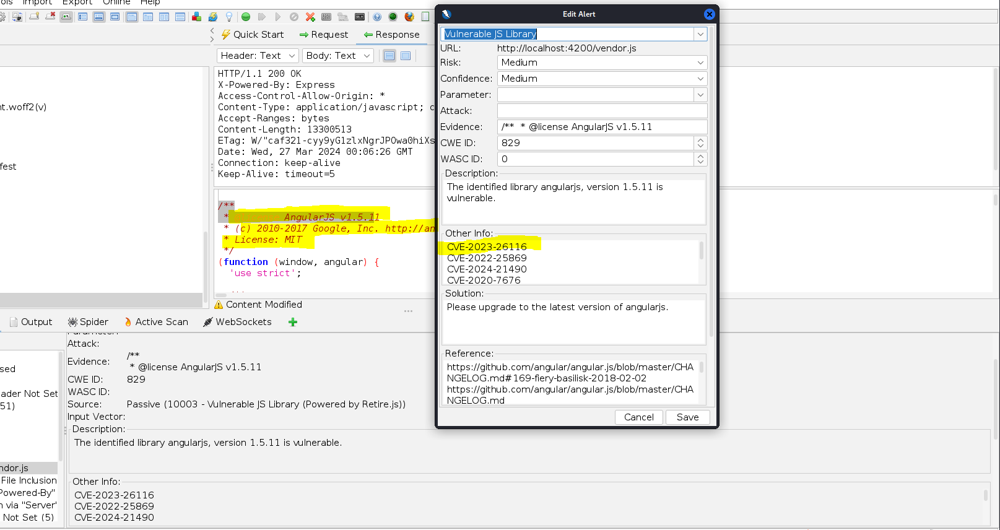 ols Import Export Online Help
Edit Alert
Quick Start Request Response
Header: Text Body: Text
HTTP/1.1 200 OK
X-Powered-By: Express
Access-Control-Allow-Origin: *
Content-Type: application/javascript; c
Accept-Ranges: bytes
Content-Length: 13300513
ETag: W/"caf321-cyy9yG1zlxNgrJPOwa0hiXs
Date: Wed, 27 Mar 2024 00:06:26 GMT
Connection: keep-alive
Keep-Alive: timeout=5
nt.woff2(v)
fest
/**
* AngularJS v1.5.11
* (c) 2010-2017 Google, Inc. http://an
* License: MIT
*/
(function (window, angular) {
'use strict';
Content Modified
Vulnerable JS Library
URL: http://localhost:4200/vendor.js
Risk: Medium
Confidence: Medium
Parameter:
Attack:
Evidence: /** * @license AngularJS v1.5.11
CWE ID: 829
WASC ID: 0
Description:
The identified library angularjs, version 1.5.11 is
vulnerable.
Other Info:
CVE-2023-26116
CVE-2022-25869
CVE-2024-21490
CVE-2020-7676
Solution:
Please upgrade to the latest version of angularjs.
Reference:
https://github.com/angular/angular.js/blob/master/CHA
NGELOG.md#169-fiery-basilisk-2018-02-02
https://github.com/angular/angular.js/blob/master/CHA
NGELOG.md
Cancel Save
Output Spider Active Scan WebSockets
Parameter:
Attack:
Evidence: /**
* @license AngularJS v1.5.11
CWE ID: 829
WASC ID:
Source: Passive (10003 - Vulnerable JS Library (Powered by Retire.js))
Input Vector:
Description:
The identified library angularjs, version 1.5.11 is vulnerable.
Other Info:
CVE-2023-26116
CVE-2022-25869
CVE-2024-21490
sed
ader Not Set
51)
ndor.js
File Inclusion
Powered-By"
n via "Server"
Not Set (5)